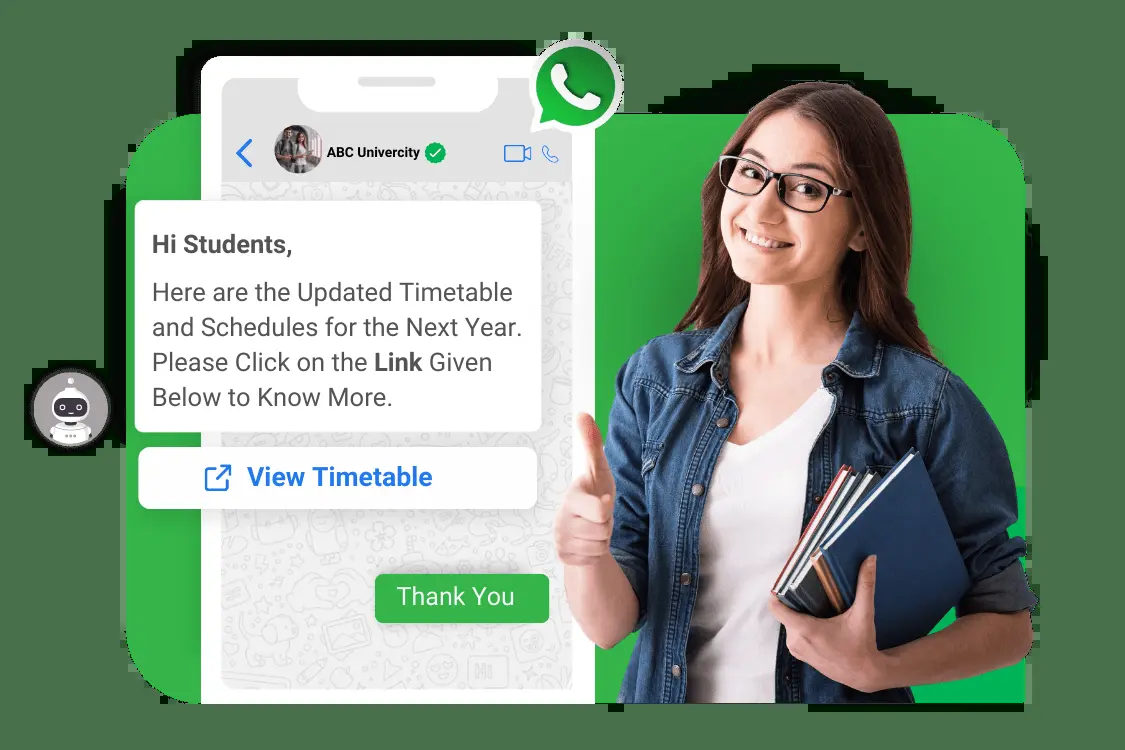 ABC Univercity
Hi Students,
Here are the Updated Timetable
and Schedules for the Next Year.
Please Click on the Link Given
Below to Know More.
View Timetable
Thank You
Hi